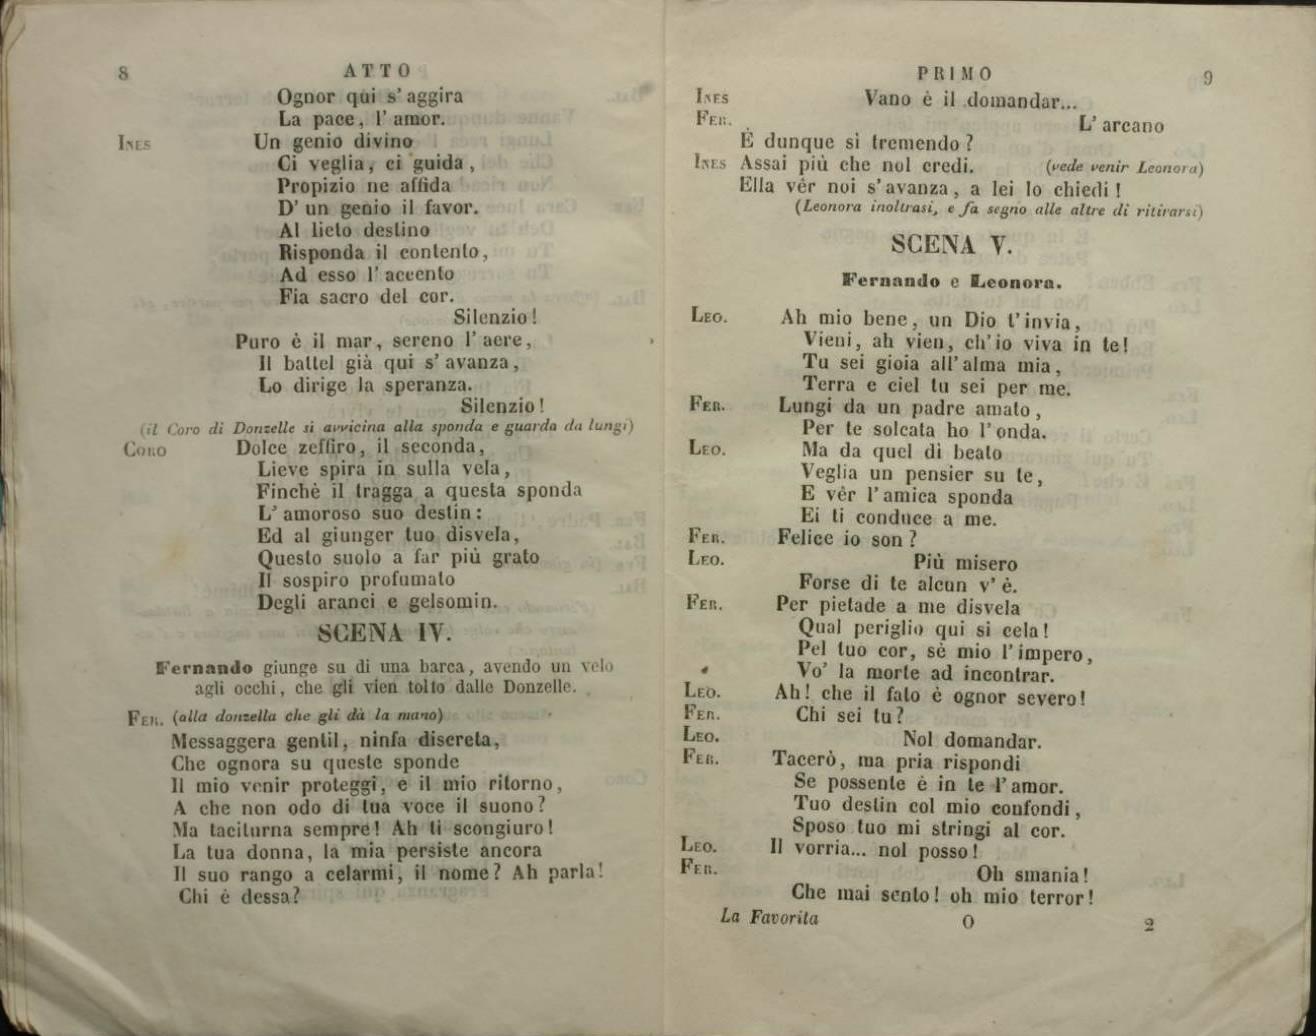 8
ATTO
Ognor qui s'aggira
La pace, l'amor.
INES Un genio divino
Ci veglia, ci guida,
Propizio ne affida
D'un genio il favor.
Al lieto destino
Risponda il contento,
Ad esso l'accento
Fia sacro del cor.
Silenzio!
Puro è il mar, sereno l'aere,
Il battel già qui s'avanza,
Lo dirige la speranza.
Silenzio!
(il Coro di Donzelle si avvicina alla sponda e guarda da lungi)
CORO Dolce zeffiro, il seconda,
Lieve spira in sulla vela,
Finchè il tragga a questa sponda
L'amoroso suo destin:
Ed al giunger tuo disvela,
Questo suolo a far più grato
Il sospiro profumato
Degli aranci e gelsomin.
SCENA IV.
Fernando giunge su di una barca, avendo un velo
agli occhi, che gli vien tolto dalle Donzelle.
FER. (alla donzella che gli dà la mano)
Messaggera gentil, ninfa discreta,
Che ognora su queste sponde
Il mio venir proteggi, e il mio ritorno,
A che non odo di tua voce il suono?
Ma taciturna sempre! Ah ti scongiuro!
La tua donna, la mia persiste ancora
Il suo rango a celarmi, il nome? Ah parla!
Chi è dessa?
PRIMO
9
INES Vano è il domandar...
FER. L'arcano
È dunque sì tremendo?
INES Assai più che nol credi. (vede venir Leonora)
Ella vêr noi s'avanza, a lei lo chiedi!
(Leonora inoltrasi, e fa segno alle altre di ritirarsi)
SCENA V.
Fernando e Leonora.
LEO. Ah mio bene, un Dio t'invia,
Vieni, ah vien, ch'io viva in te!
Tu sei gioia all'alma mia,
Terra e ciel tu sei per me.
FER. Lungi da un padre amato,
Per te solcata ho l'onda.
LEO. Ma da quel dì beato
Veglia un pensier su te,
E vêr l'amica sponda
Ei ti conduce a me.
FER. Felice io son?
LEO. Più misero
Forse di te alcun v'è.
FER. Per pietade a me disvela
Qual periglio qui si cela!
Pel tuo cor, sè mio l'impero,
Vo' la morte ad incontrar.
LEO. Ah! che il fato è ognor severo!
FER. Chi sei tu?
LEO. Nol domandar.
FER. Tacerò, ma pria rispondi
Se possente è in te l'amor.
Tuo destin col mio confondi,
Sposo tuo mi stringi al cor.
LEO. Il vorria... nol posso!
FER. Oh smania!
Che mai sento! oh mio terror!
La Favorita O 2